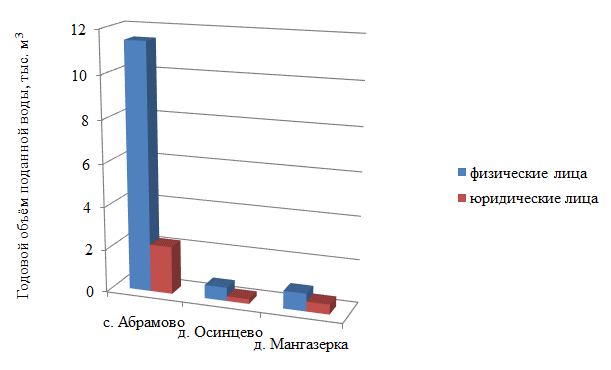 Годовой объём поданной воды, тыс. м³
12
10
8
6
4
2
0
с. Абрамово
д. Осинцево
д. Мангазерка
физические лица
юридические лица